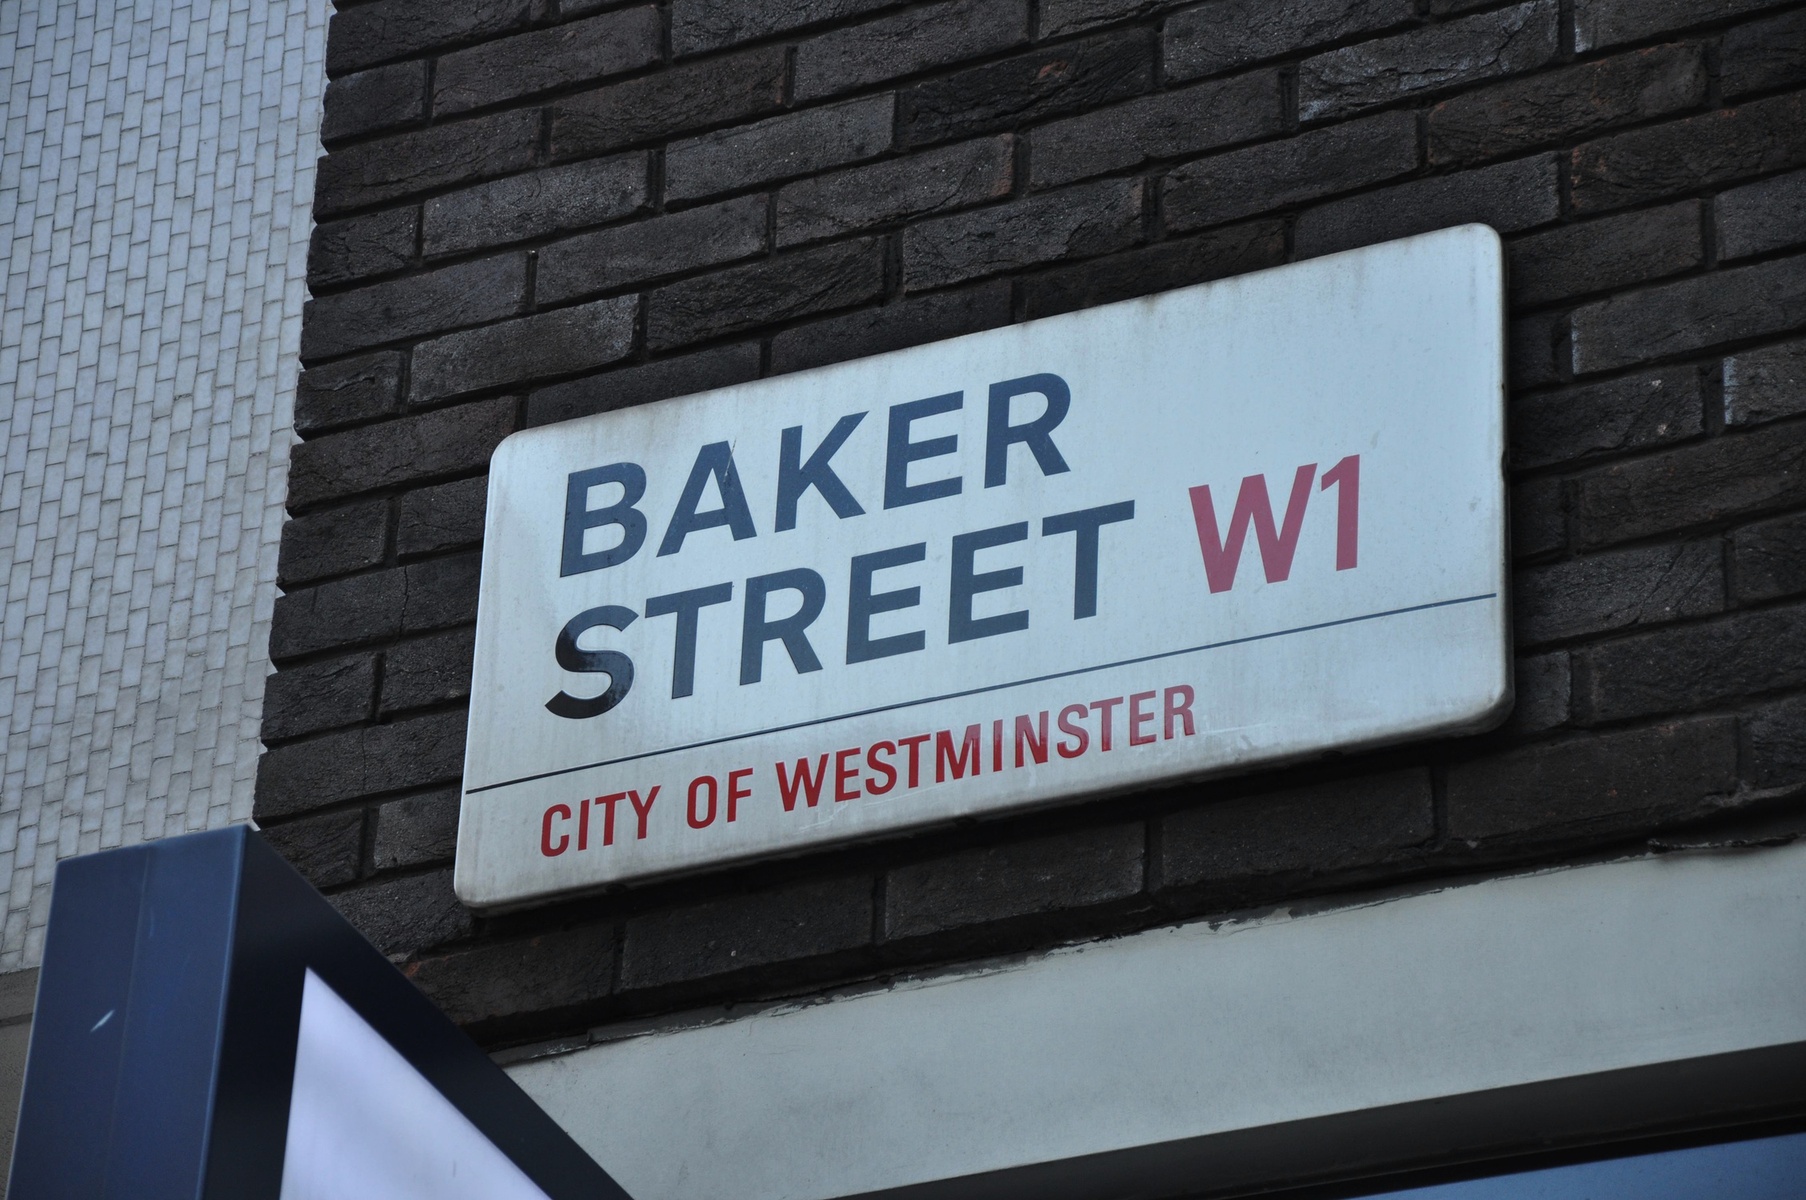 BAKER
STREET W1
CITY OF WESTMINSTER